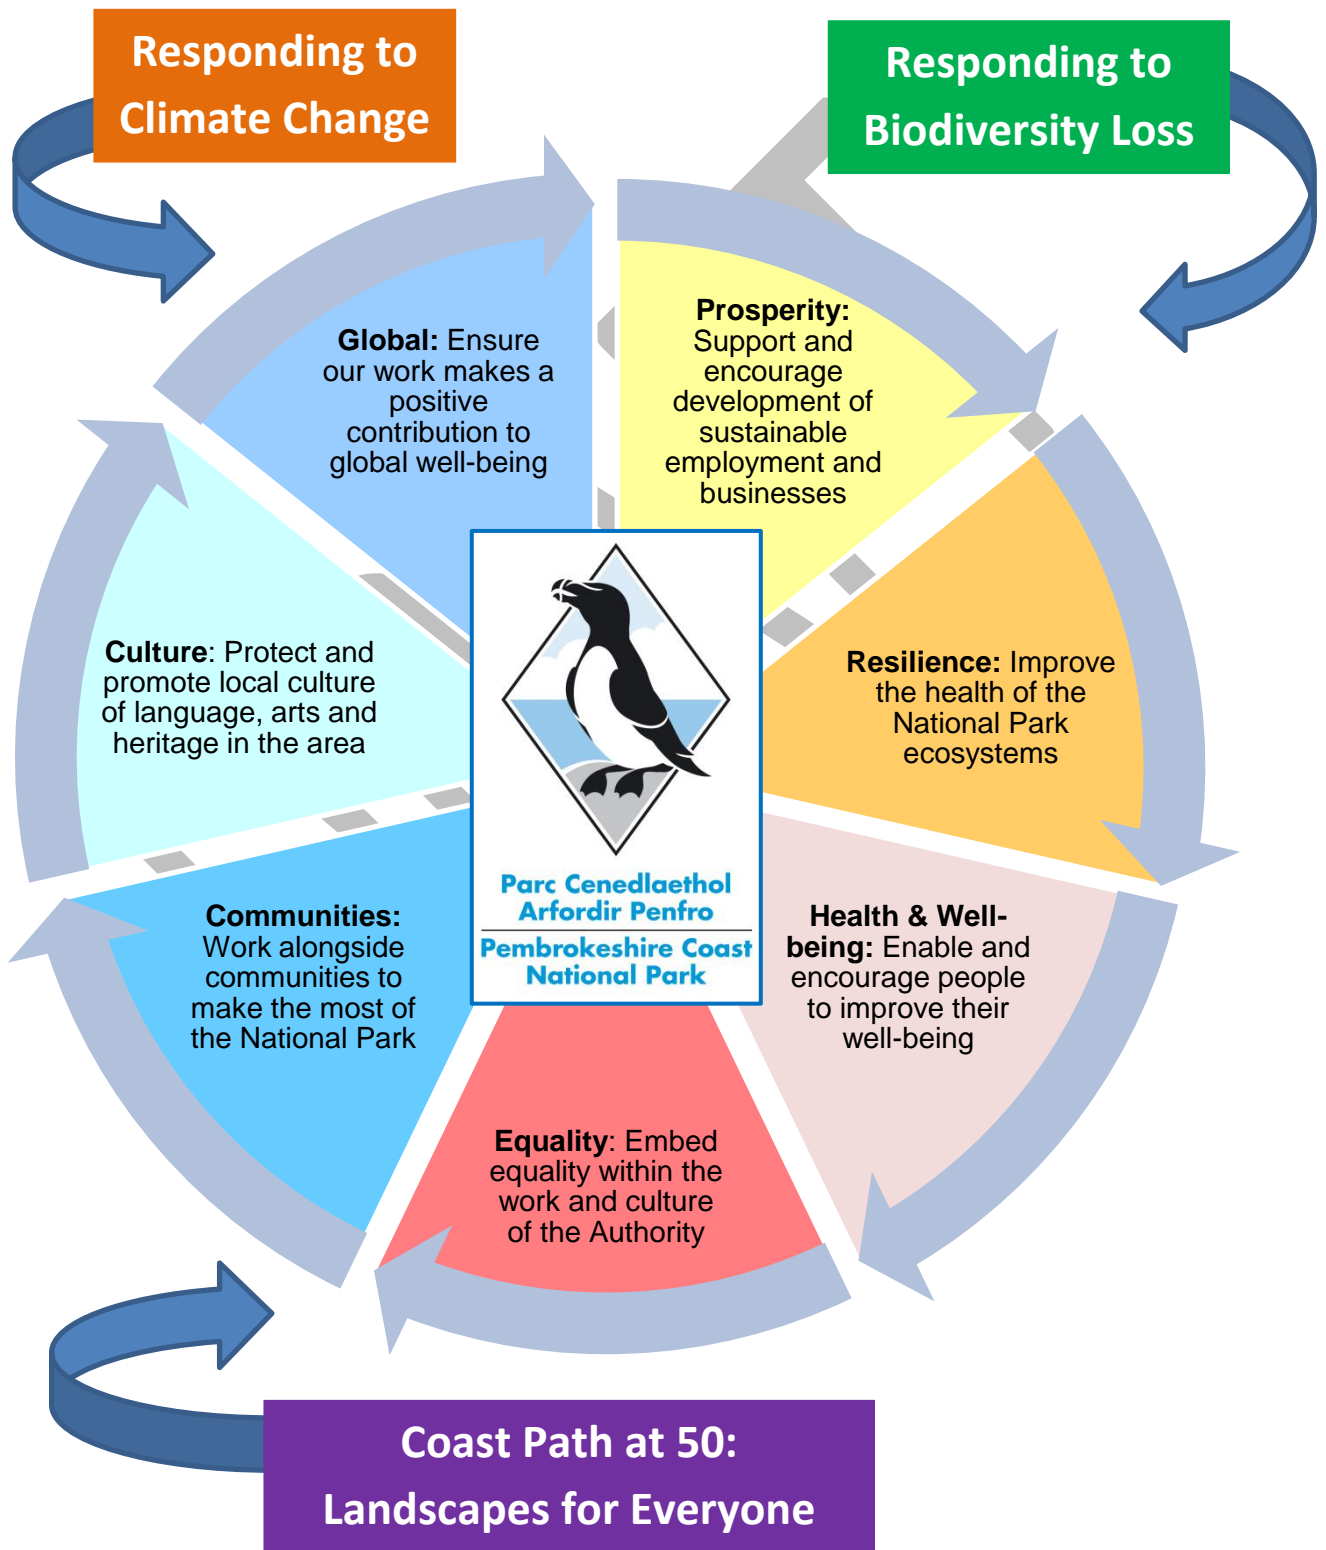 Responding to
Climate Change
Responding to
Biodiversity Loss
Global: Ensure
our work makes a
positive
contribution to
global well-being
Prosperity:
Support and
encourage
development of
sustainable
employment and
businesses
Culture: Protect and
promote local culture
of language, arts and
heritage in the area
Resilience: Improve
the health of the
National Park
ecosystems
Parc Cenedlaethol
Arfordir Penfro
Pembrokeshire Coast
National Park
Communities:
Work alongside
communities to
make the most of
the National Park
Health & Well-
being: Enable and
encourage people
to improve their
well-being
Equality: Embed
equality within the
work and culture
of the Authority
Coast Path at 50:
Landscapes for Everyone